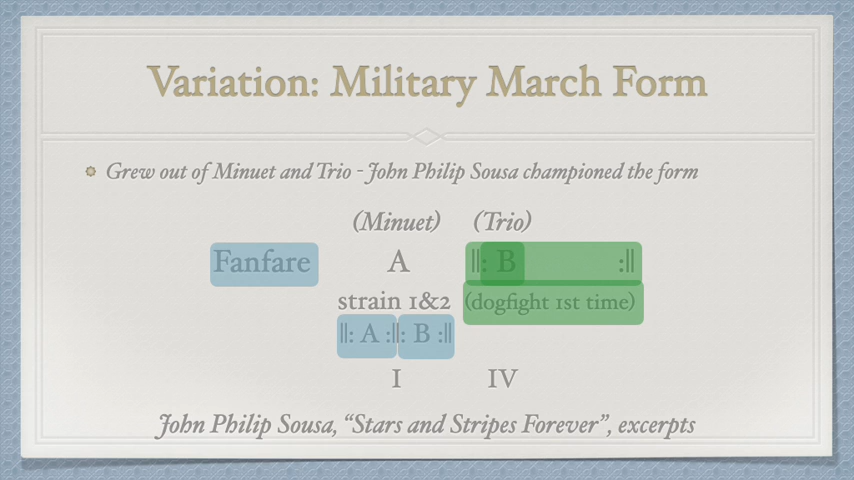 Variation: Military March Form
Grew out of Minuet and Trio - John Philip Sousa championed the form
(Minuet) (Trio)
Fanfare A ||: B :||
strain 1&2 (dogfight 1st time)
||: A :||: B :||
I IV
John Philip Sousa, “Stars and Stripes Forever”, excerpts